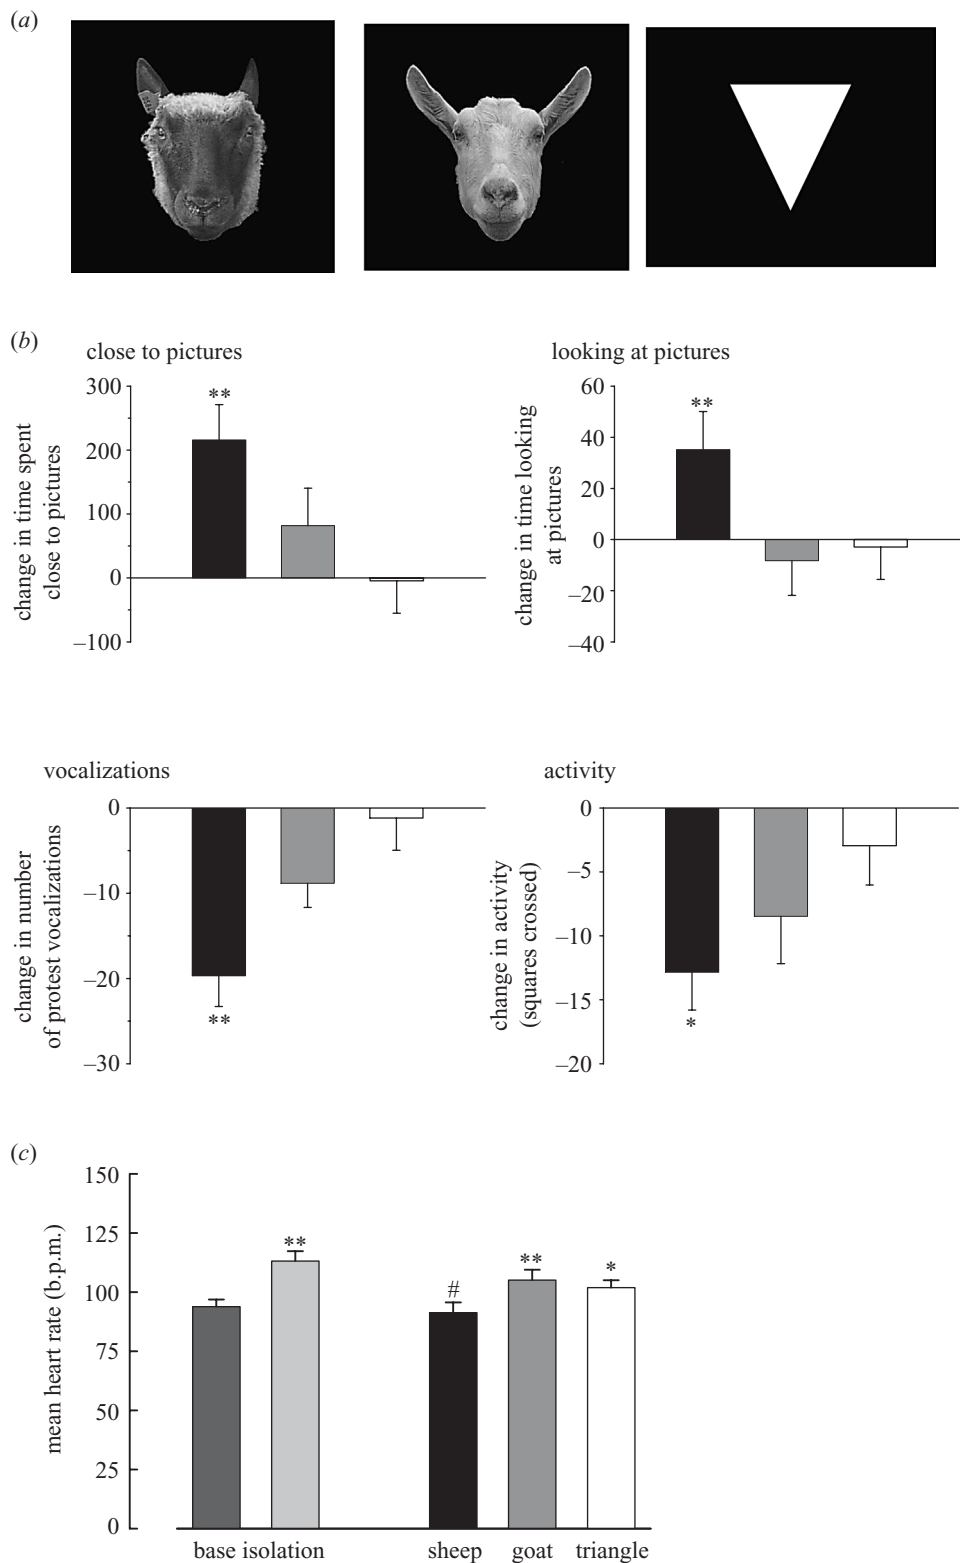 (a)
(b)
close to pictures
looking at pictures
300
200
100
0
–100
change in time spent
close to pictures
60
40
20
0
–20
–40
change in time looking
at pictures
**
**
vocalizations
activity
0
–10
–20
–30
change in number
of protest vocalizations
**
0
–5
–10
–15
–20
change in activity
(squares crossed)
*
(c)
150
125
100
75
50
25
0
mean heart rate (b.p.m.)
**
#
**
*
base isolation
sheep
goat
triangle